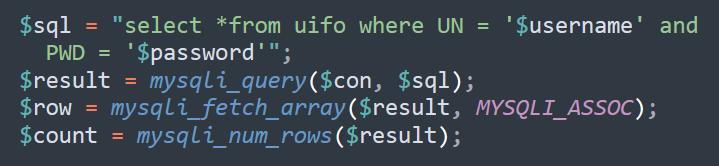 $sql = "select *from uifo where UN = '$username' and
PWD = '$password'";
$result = mysqli_query($con, $sql);
$row = mysqli_fetch_array($result, MYSQLI_ASSOC);
$count = mysqli_num_rows($result);